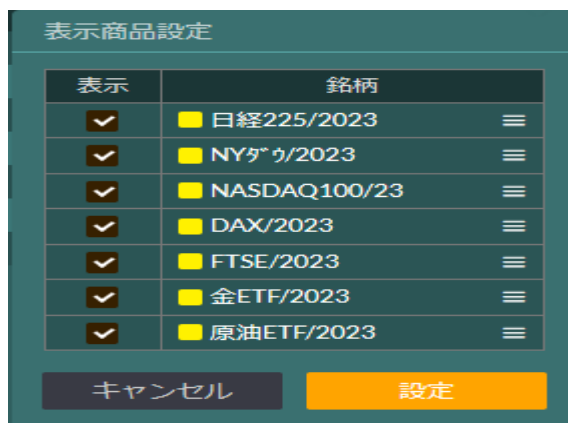 表示商品設定
表示 銘柄
日経225/2023
NYダウ/2023
NASDAQ100/23
DAX/2023
FTSE/2023
金ETF/2023
原油ETF/2023
キャンセル 設定